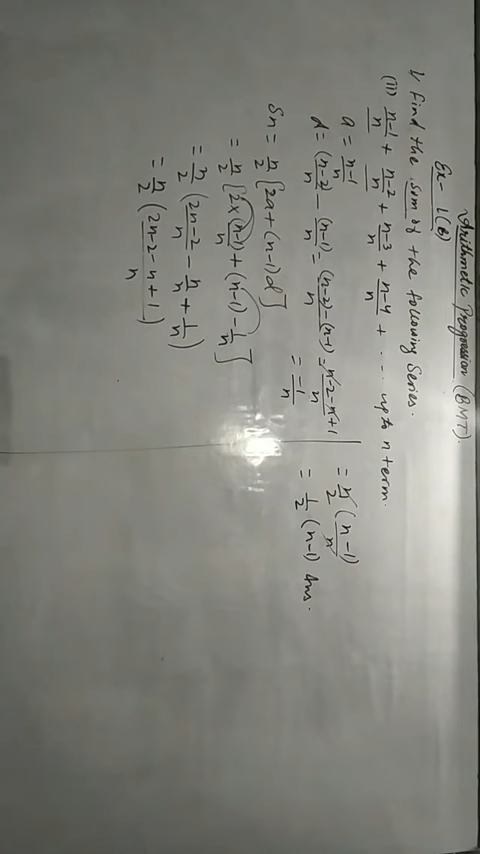 Arithmetic Progression (BMT).
Ex- 1(B)
1) Find the sum of the following series.
(ii) n-1/n + n-2/n + n-3/n + n-4/n + - - - upto n term.
a = n-1/n
d = (n-2)/n - (n-1)/n = (n-2)-(n-1)/n = n-2-n+1/n
= -1/n
Sn = n/2 {2a + (n-1)d}
= n/2 {2×(n-1)/n + (n-1) -1/n}
= n/2 (2n-2/n - n/n + 1/n)
= n/2 (2n-2-n+1/n)
= n/2 (n-1/n)
= 1/2 (n-1) Ans.